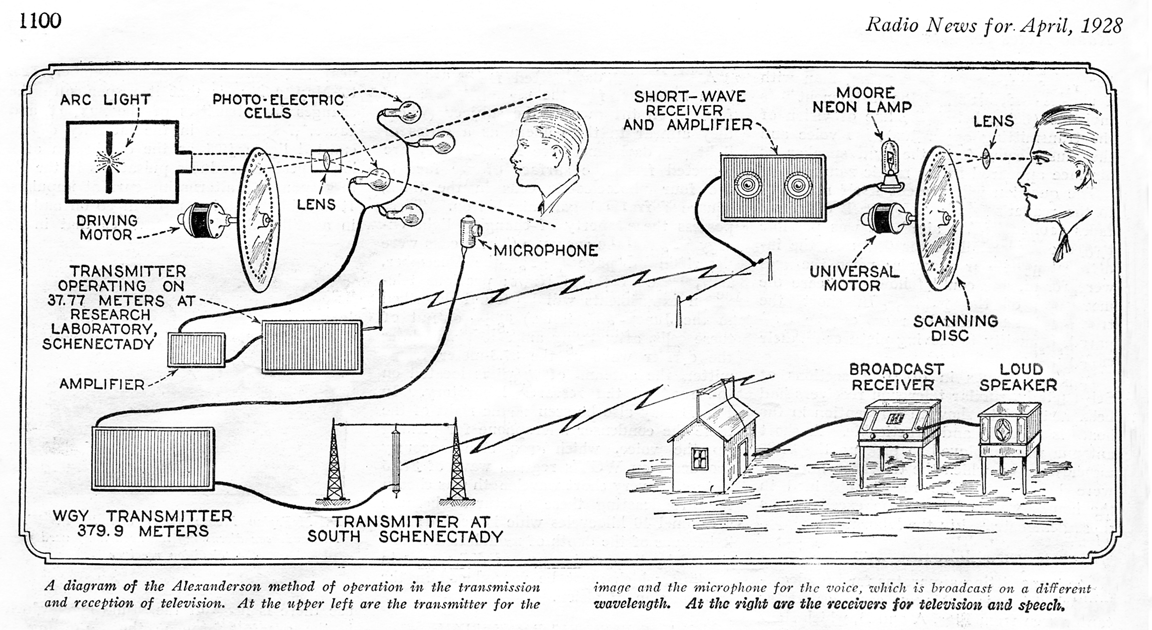 1100
Radio News for April, 1928
ARC LIGHT
PHOTO-ELECTRIC
CELLS
LENS
DRIVING
MOTOR
MICROPHONE
TRANSMITTER
OPERATING ON
37.77 METERS AT
RESEARCH
LABORATORY,
SCHENECTADY
AMPLIFIER
WGY TRANSMITTER
379.9 METERS
TRANSMITTER AT
SOUTH SCHENECTADY
SHORT-WAVE
RECEIVER
AND AMPLIFIER
MOORE
NEON LAMP
LENS
UNIVERSAL
MOTOR
SCANNING
DISC
BROADCAST
RECEIVER
LOUD
SPEAKER
A diagram of the Alexanderson method of operation in the transmission
and reception of television. At the upper left are the transmitter for the
image and the microphone for the voice, which is broadcast on a different
wavelength. At the right are the receivers for television and speech.